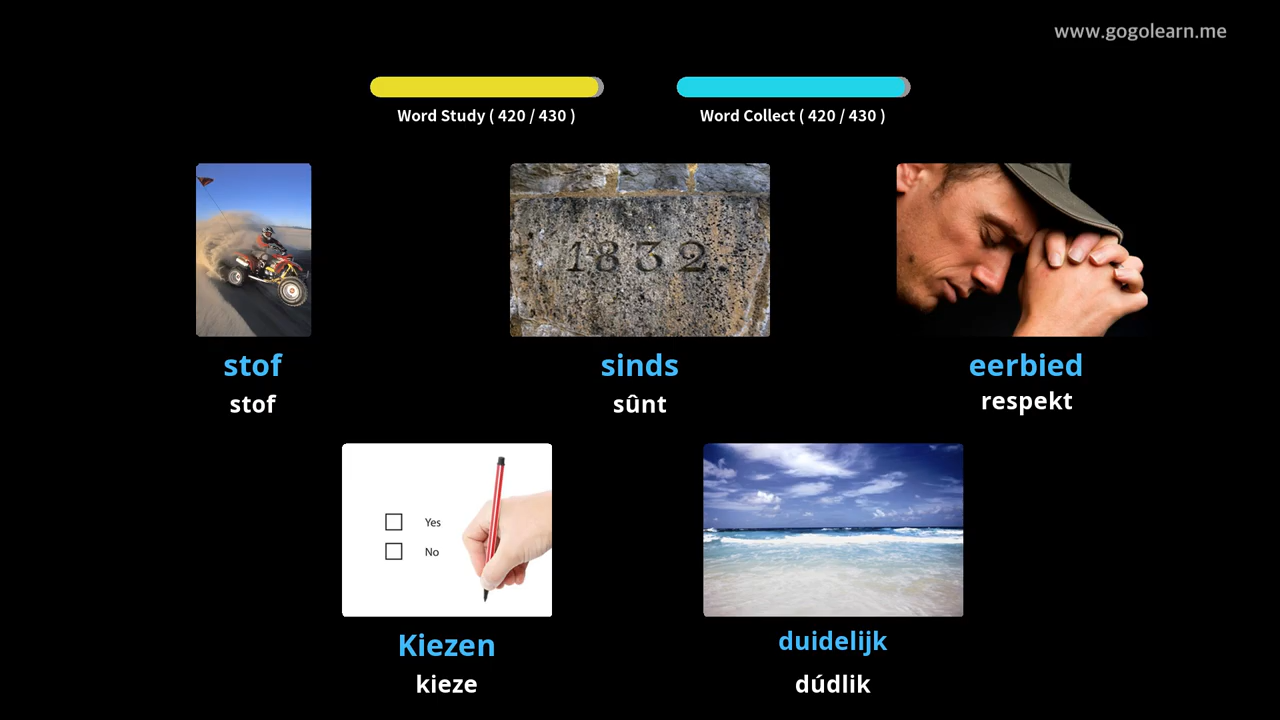 www.gogolearn.me
Word Study ( 420 / 430 )
Word Collect ( 420 / 430 )
1832.
stof
stof
sinds
sûnt
eerbied
respekt
Yes
No
Kiezen
kieze
duidelijk
dúdlik